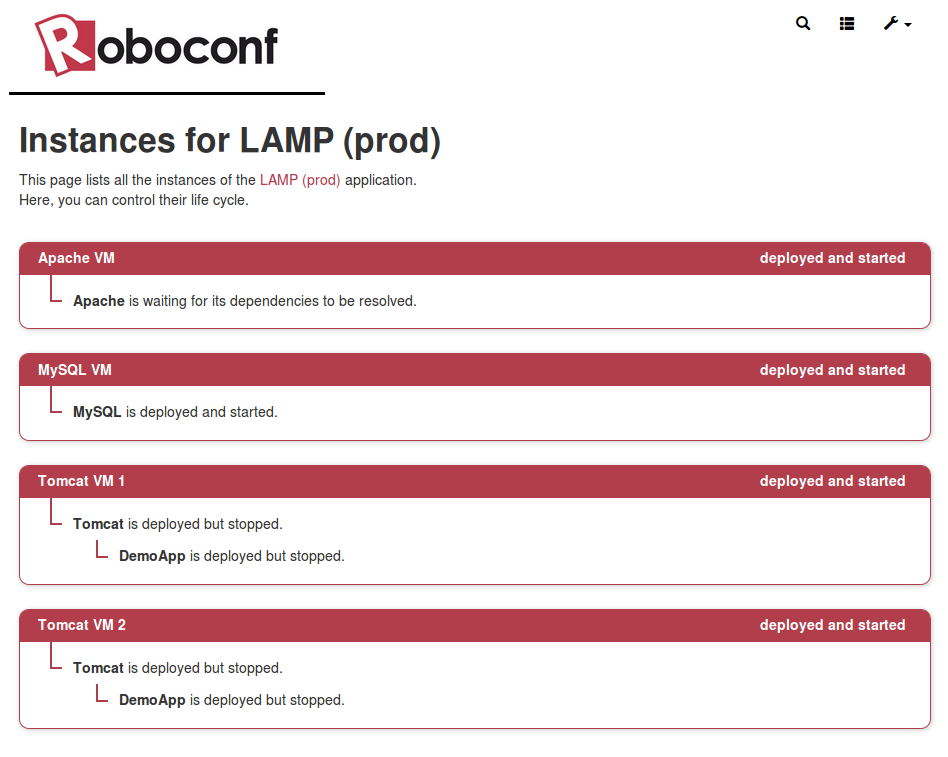 Roboconf
Instances for LAMP (prod)
This page lists all the instances of the LAMP (prod) application.
Here, you can control their life cycle.
Apache VM deployed and started
Apache is waiting for its dependencies to be resolved.
MySQL VM deployed and started
MySQL is deployed and started.
Tomcat VM 1 deployed and started
Tomcat is deployed but stopped.
DemoApp is deployed but stopped.
Tomcat VM 2 deployed and started
Tomcat is deployed but stopped.
DemoApp is deployed but stopped.